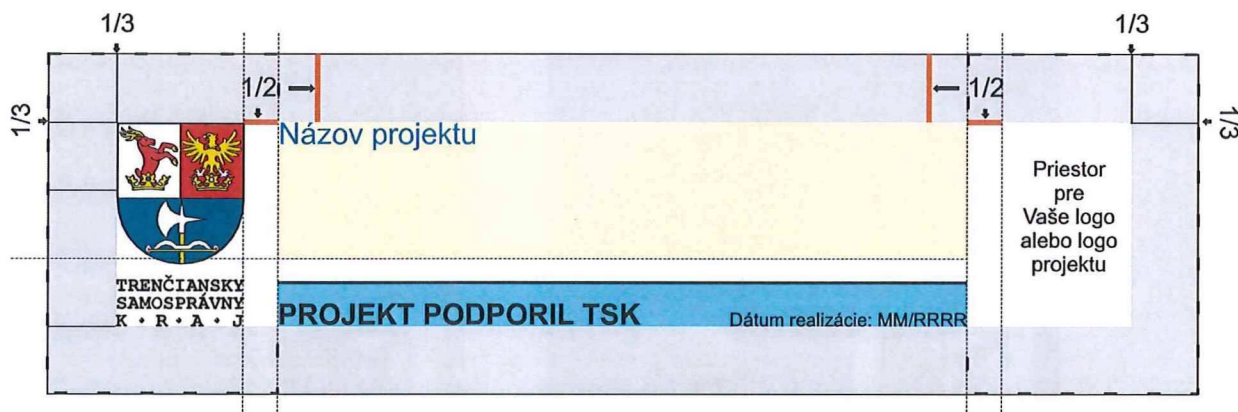 1/3
1/3
1/2
1/2
1/3
1/3
Názov projektu
Priestor
pre
Vaše logo
alebo logo
projektu
TRENČIANSKY
SAMOSPRÁVNY
K·R·A·J
PROJEKT PODPORIL TSK
Dátum realizácie: MM/RRRR